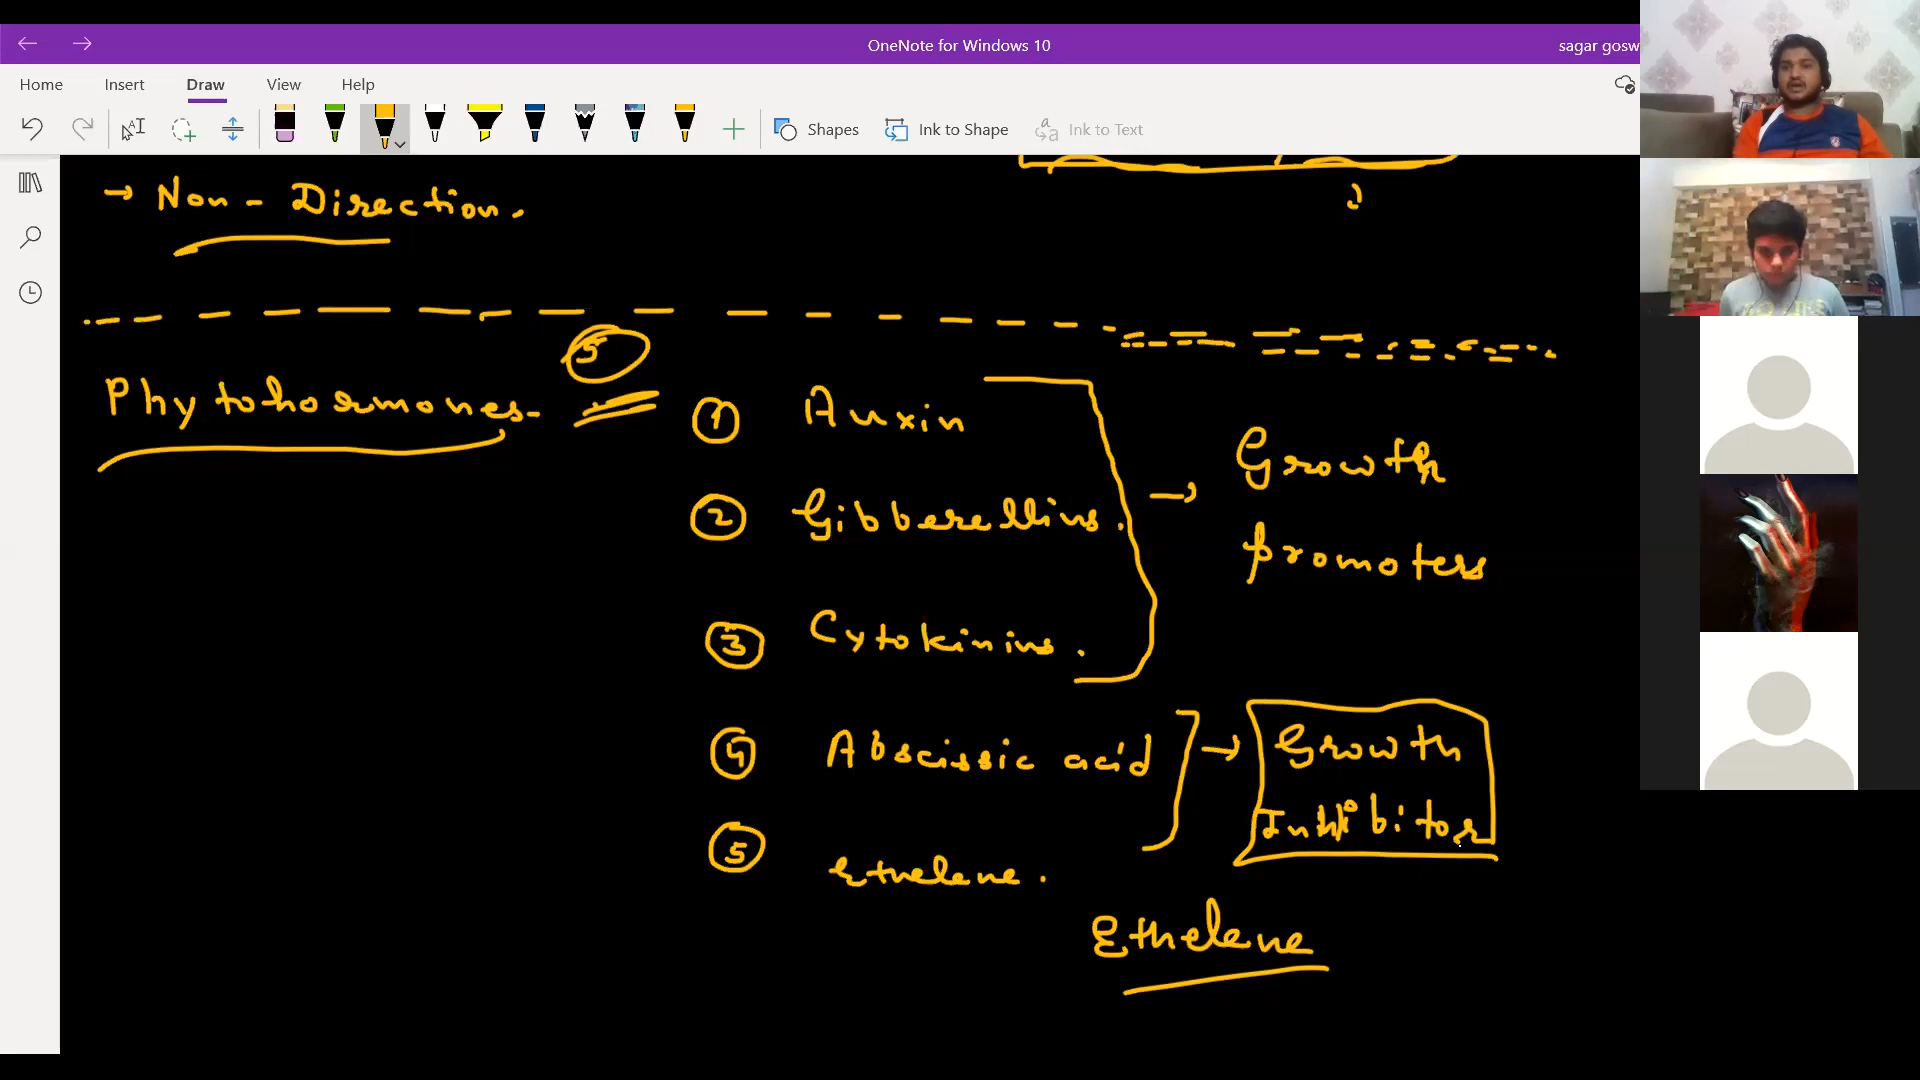 OneNote for Windows 10
sagar gosw
Home Insert Draw View Help
Shapes Ink to Shape Ink to Text
→ Non - Direction.
5
Phytohormones-
① Auxin
② Gibberellins.
→ Growth
promoters
③ Cytokinins.
④ Abscissic acid → Growth
Inhibitor
⑤ Ethelene.
Ethelene